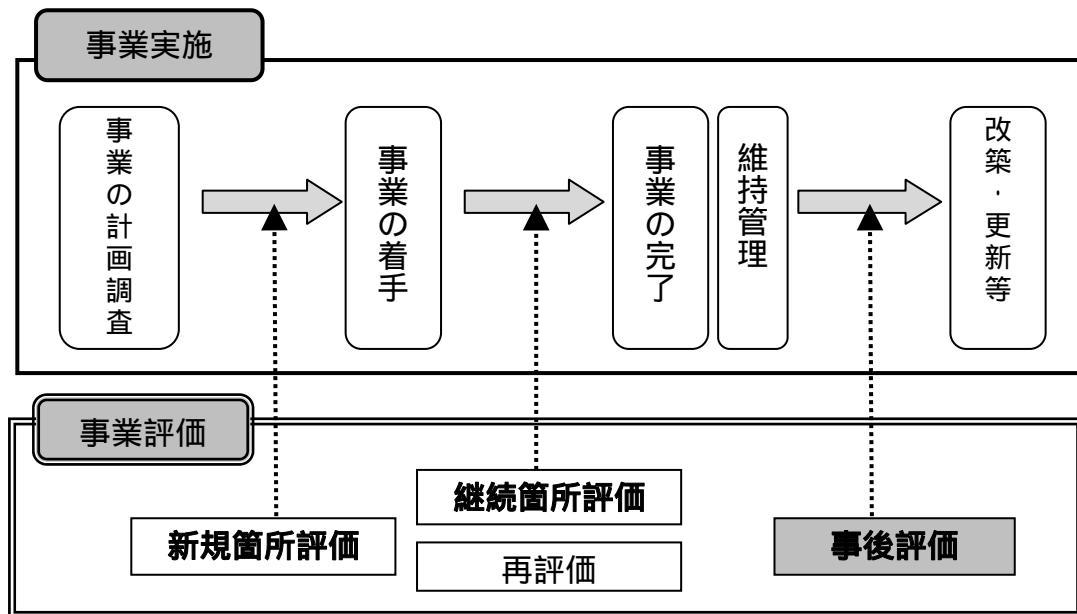 事業実施
事業の計画調査
事業の着手
事業の完了
維持管理
改築・更新等
事業評価
新規箇所評価
継続箇所評価
再評価
事後評価